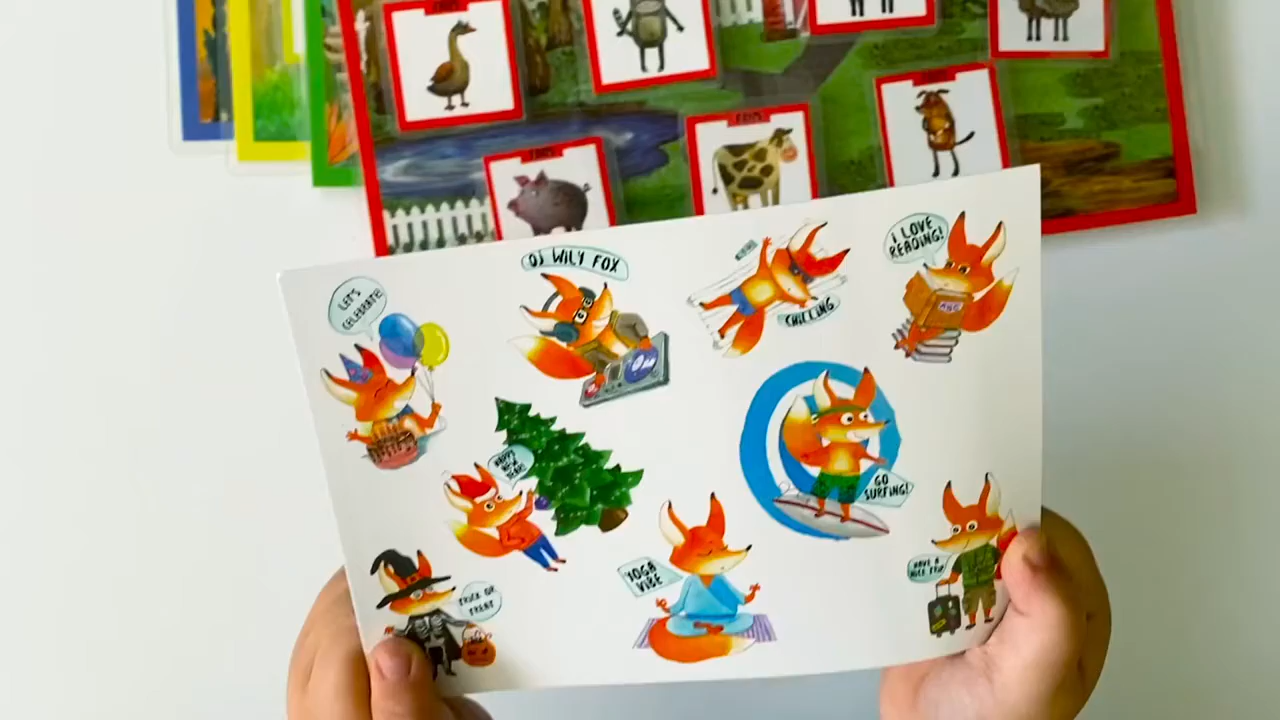 DJ WILY FOX
I LOVE
READING!
LET'S
CELEBRATE!
CHILLING
ABC
HAPPY
NEW
YEAR!
GO
SURFING!
YOGA
VIBE
HAVE A
NICE TRIP
TRICK OR
TREAT